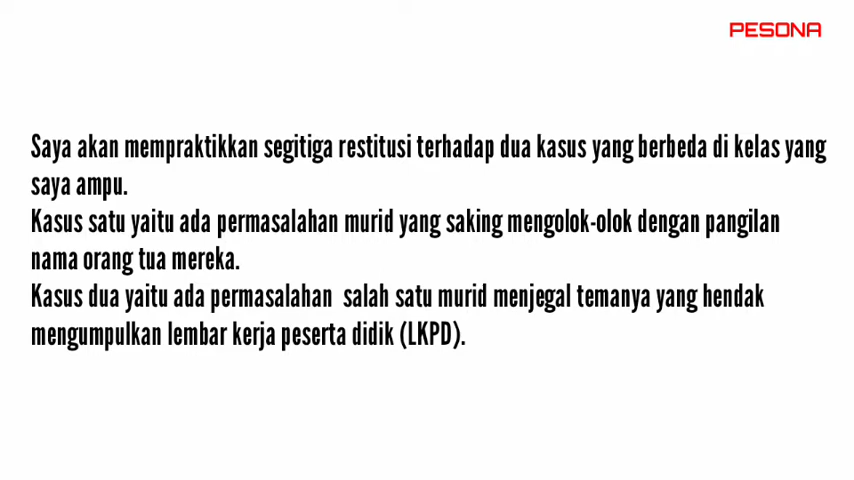 PESONA
Saya akan mempraktikkan segitiga restitusi terhadap dua kasus yang berbeda di kelas yang
saya ampu.
Kasus satu yaitu ada permasalahan murid yang saking mengolok-olok dengan pangilan
nama orang tua mereka.
Kasus dua yaitu ada permasalahan salah satu murid menjegal temanya yang hendak
mengumpulkan lembar kerja peserta didik (LKPD).